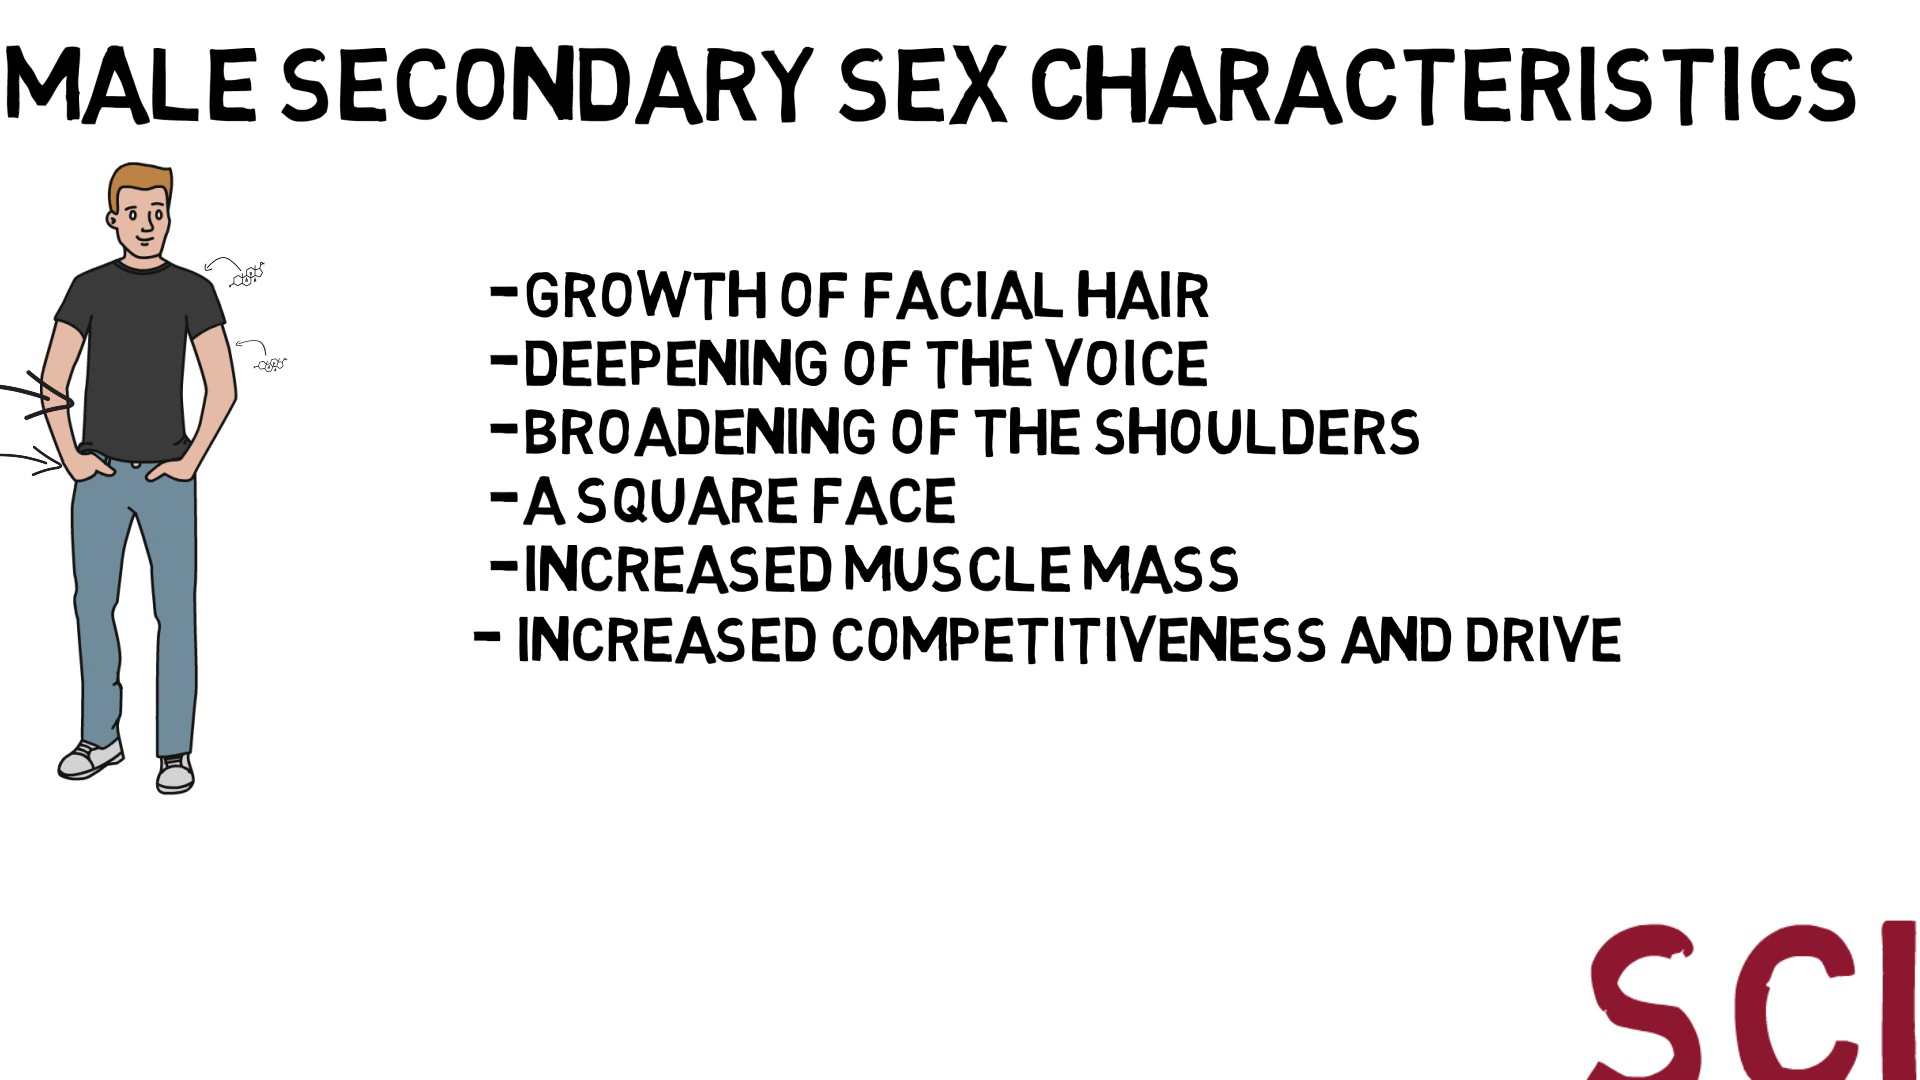 MALE SECONDARY SEX CHARACTERISTICS
-GROWTH OF FACIAL HAIR
-DEEPENING OF THE VOICE
-BROADENING OF THE SHOULDERS
-A SQUARE FACE
-INCREASED MUSCLE MASS
- INCREASED COMPETITIVENESS AND DRIVE
SCI